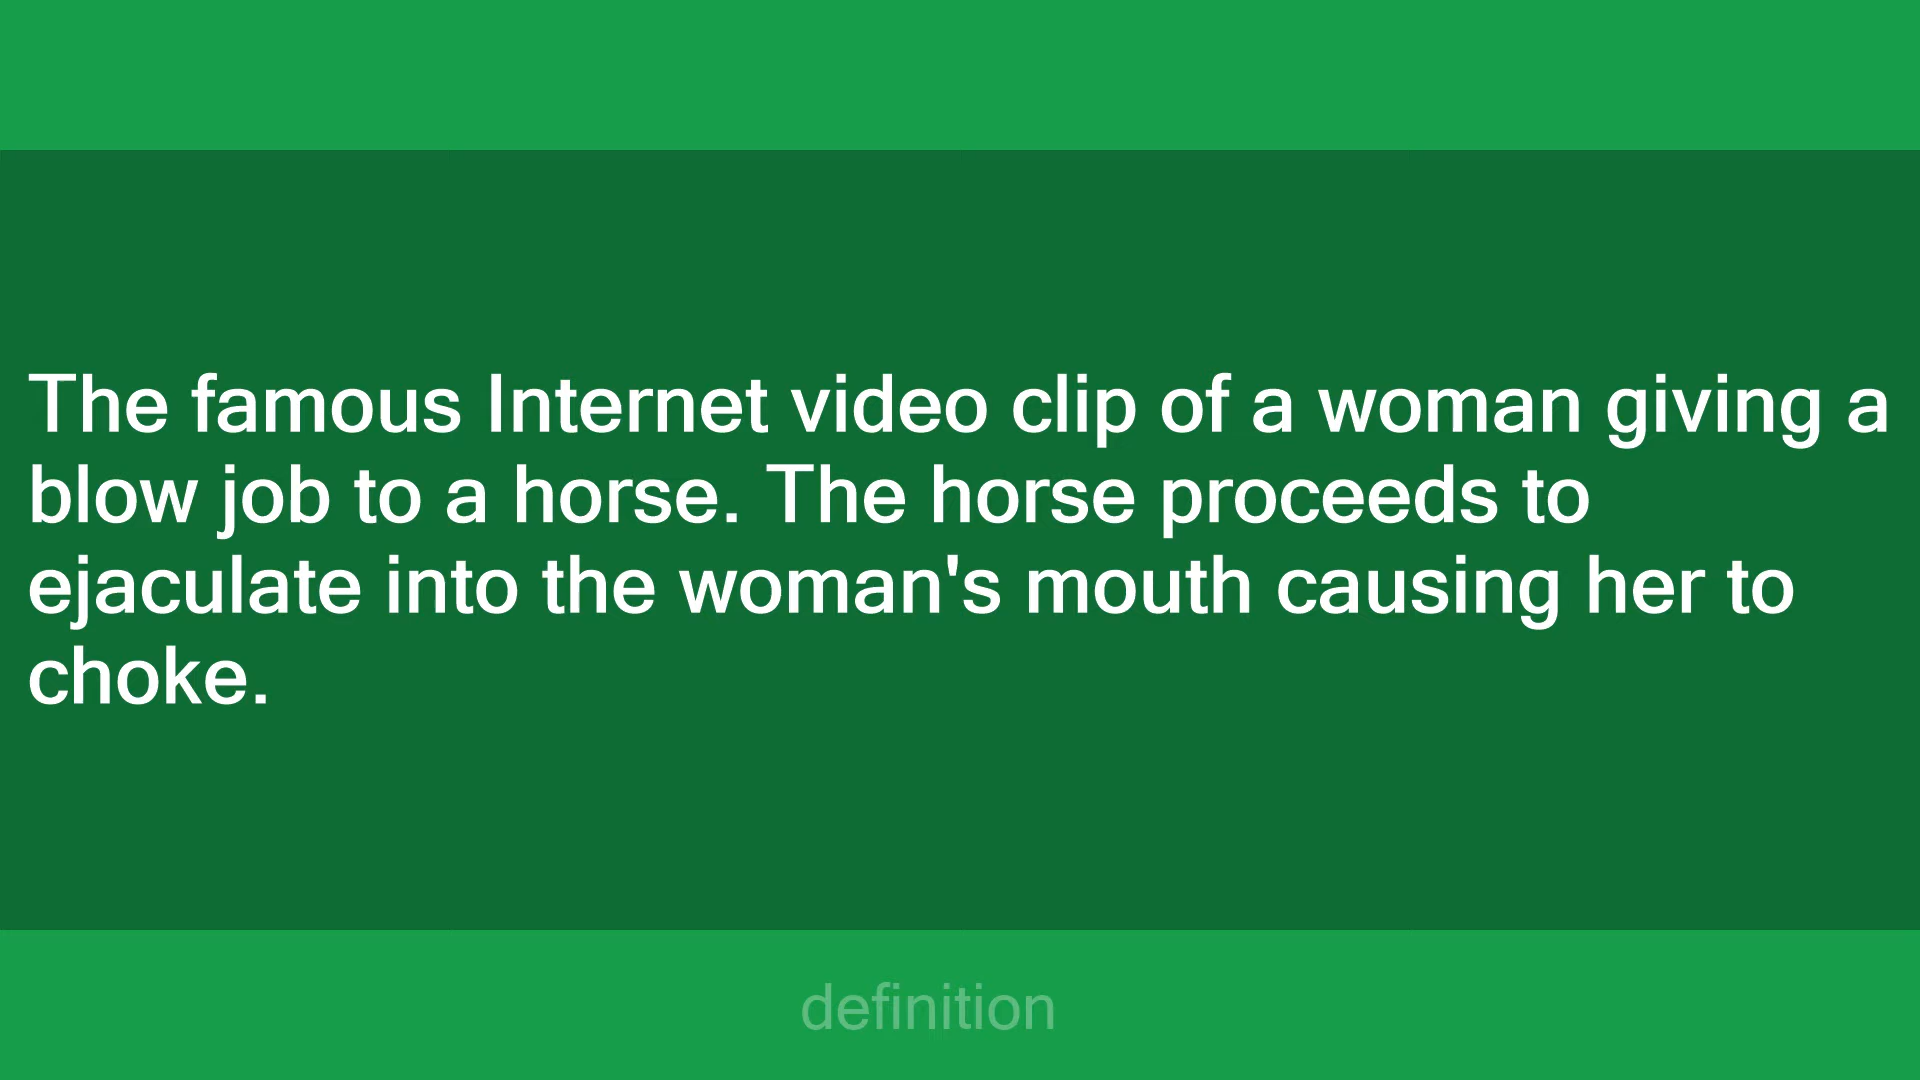 The famous Internet video clip of a woman giving a
blow job to a horse. The horse proceeds to
ejaculate into the woman's mouth causing her to
choke.
definition